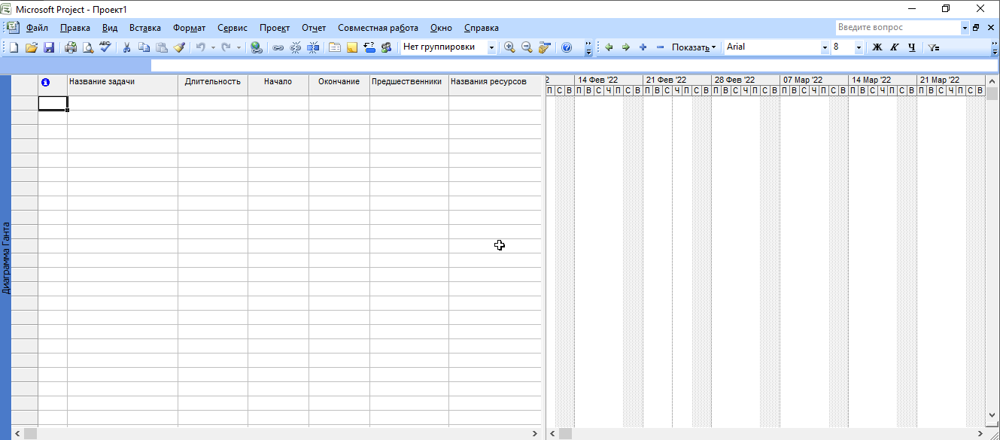 Microsoft Project - Проект1
Файл Правка Вид Вставка Формат Сервис Проект Отчет Совместная работа Окно Справка Введите вопрос
ABC Нет группировки Показать Arial 8 Ж К Ч
Название задачи Длительность Начало Окончание Предшественники Названия ресурсов
2 14 Фев '22 21 Фев '22 28 Фев '22 07 Мар '22 14 Мар '22 21 Мар '22
П С В П В С Ч П С В П В С Ч П С В П В С Ч П С В П В С Ч П С В П В С Ч П С В П В С Ч П С В
Диаграмма Ганта